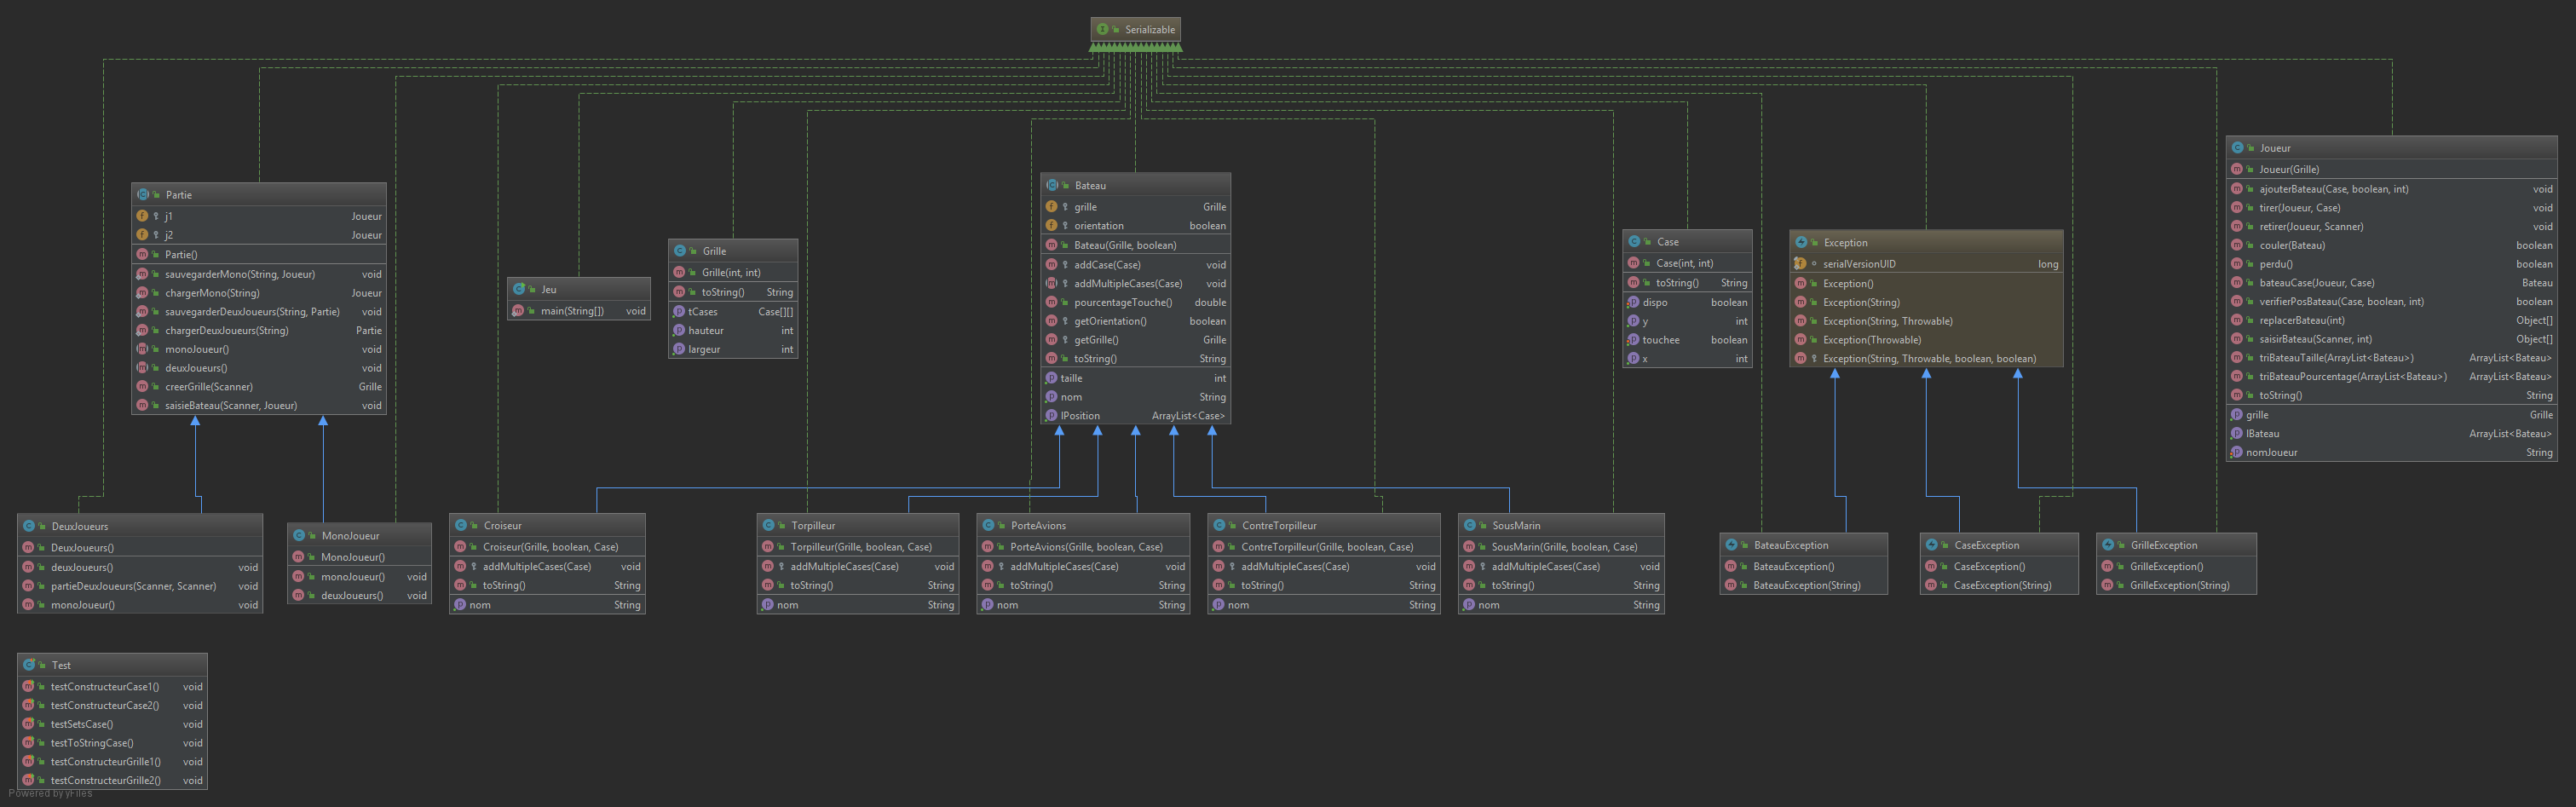 Serializable
Partie
j1 Joueur
j2 Joueur
Partie()
sauvegarderMono(String, Joueur) void
chargerMono(String) Joueur
sauvegarderDeuxJoueurs(String, Partie) void
chargerDeuxJoueurs(String) Partie
monoJoueur() void
deuxJoueurs() void
creerGrille(Scanner) Grille
saisieBateau(Scanner, Joueur) void
Jeu
main(String[]) void
Grille
Grille(int, int)
toString() String
tCases Case[][]
hauteur int
largeur int
Bateau
grille Grille
orientation boolean
Bateau(Grille, boolean)
addCase(Case) void
addMultipleCases(Case) void
pourcentageTouche() double
getOrientation() boolean
getGrille() Grille
toString() String
taille int
nom String
lPosition ArrayList<Case>
Case
Case(int, int)
toString() String
dispo boolean
y int
touchee boolean
x int
Exception
serialVersionUID long
Exception()
Exception(String)
Exception(String, Throwable)
Exception(Throwable)
Exception(String, Throwable, boolean, boolean)
Joueur
Joueur(Grille)
ajouterBateau(Case, boolean, int) void
tirer(Joueur, Case) void
retirer(Joueur, Scanner) void
couler(Bateau) boolean
perdu() boolean
bateauCase(Joueur, Case) Bateau
verifierPosBateau(Case, boolean, int) boolean
replacerBateau(int) Object[]
saisirBateau(Scanner, int) Object[]
triBateauTaille(ArrayList<Bateau>) ArrayList<Bateau>
triBateauPourcentage(ArrayList<Bateau>) ArrayList<Bateau>
toString() String
grille Grille
lBateau ArrayList<Bateau>
nomJoueur String
DeuxJoueurs
DeuxJoueurs()
deuxJoueurs() void
partieDeuxJoueurs(Scanner, Scanner) void
monoJoueur() void
MonoJoueur
MonoJoueur()
monoJoueur() void
deuxJoueurs() void
Croiseur
Croiseur(Grille, boolean, Case)
addMultipleCases(Case) void
toString() String
nom String
Torpilleur
Torpilleur(Grille, boolean, Case)
addMultipleCases(Case) void
toString() String
nom String
PorteAvions
PorteAvions(Grille, boolean, Case)
addMultipleCases(Case) void
toString() String
nom String
ContreTorpilleur
ContreTorpilleur(Grille, boolean, Case)
addMultipleCases(Case) void
toString() String
nom String
SousMarin
SousMarin(Grille, boolean, Case)
addMultipleCases(Case) void
toString() String
nom String
BateauException
BateauException()
BateauException(String)
CaseException
CaseException()
CaseException(String)
GrilleException
GrilleException()
GrilleException(String)
Test
testConstructeurCase1() void
testConstructeurCase2() void
testSetsCase() void
testToStringCase() void
testConstructeurGrille1() void
testConstructeurGrille2() void
Powered by yFiles